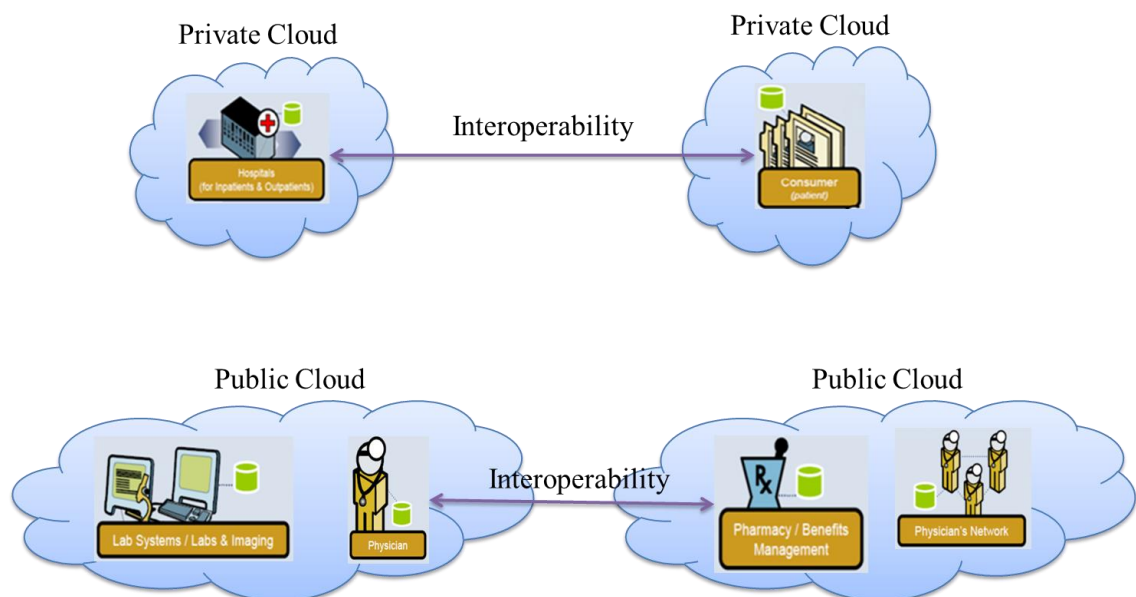 Private Cloud
Private Cloud
Hospitals
(for Inpatients & Outpatients)
Interoperability
Consumer
(patient)
Public Cloud
Public Cloud
Lab Systems / Labs & Imaging
Physician
Interoperability
Rx
Pharmacy / Benefits
Management
Physician's Network